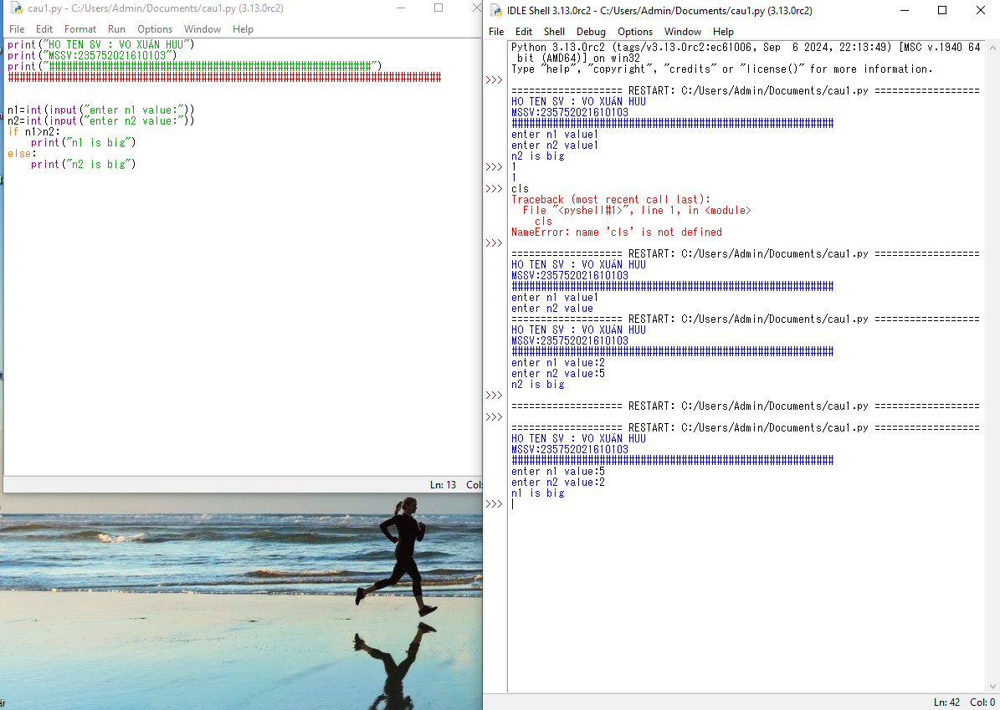 cau1.py - C:/Users/Admin/Documents/cau1.py (3.13.0rc2)
File Edit Format Run Options Window Help
print("HO TEN SV : VO XUÁN HUU")
print("MSSV:235752021610103")
print("#######################################################")
##########################################################################
n1=int(input("enter n1 value:"))
n2=int(input("enter n2 value:"))
if n1>n2:
    print("n1 is big")
else:
    print("n2 is big")
Ln: 13 Col:
IDLE Shell 3.13.0rc2 - C:/Users/Admin/Documents/cau1.py (3.13.0rc2)
File Edit Shell Debug Options Window Help
Python 3.13.0rc2 (tags/v3.13.0rc2:ec61006, Sep  6 2024, 22:13:49) [MSC v.1940 64
 bit (AMD64)] on win32
Type "help", "copyright", "credits" or "license()" for more information.
>>>
=================== RESTART: C:/Users/Admin/Documents/cau1.py ==================
HO TEN SV : VO XUÁN HUU
MSSV:235752021610103
#######################################################
enter n1 value1
enter n2 value1
n2 is big
>>> 1
1
>>> cls
Traceback (most recent call last):
  File "<pyshell#1>", line 1, in <module>
    cls
NameError: name 'cls' is not defined
>>>
=================== RESTART: C:/Users/Admin/Documents/cau1.py ==================
HO TEN SV : VO XUÁN HUU
MSSV:235752021610103
#######################################################
enter n1 value1
enter n2 value
=================== RESTART: C:/Users/Admin/Documents/cau1.py ==================
HO TEN SV : VO XUÁN HUU
MSSV:235752021610103
#######################################################
enter n1 value:2
enter n2 value:5
n2 is big
>>>
=================== RESTART: C:/Users/Admin/Documents/cau1.py ==================
>>>
=================== RESTART: C:/Users/Admin/Documents/cau1.py ==================
HO TEN SV : VO XUÁN HUU
MSSV:235752021610103
#######################################################
enter n1 value:5
enter n2 value:2
n1 is big
>>>
Ln: 42 Col: 0